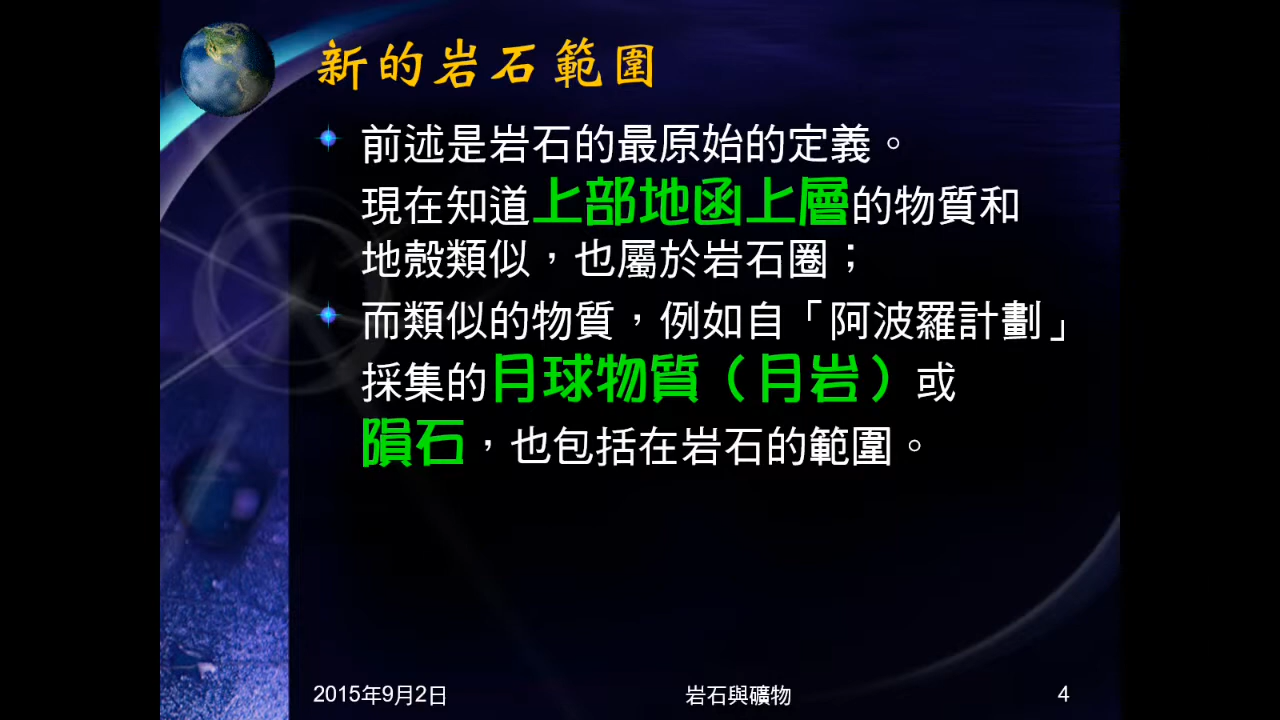 新的岩石範圍
前述是岩石的最原始的定義。
現在知道上部地函上層的物質和
地殼類似，也屬於岩石圈；
而類似的物質，例如自「阿波羅計劃」
採集的月球物質（月岩）或
隕石，也包括在岩石的範圍。
2015年9月2日 岩石與礦物 4